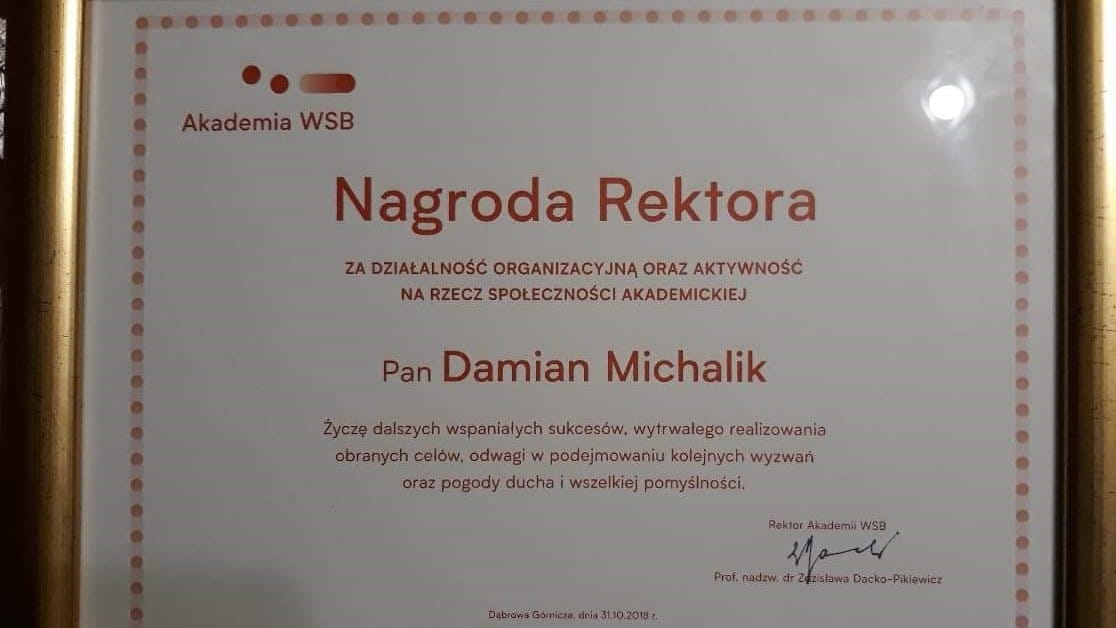 Akademia WSB
Nagroda Rektora
ZA DZIAŁALNOŚĆ ORGANIZACYJNĄ ORAZ AKTYWNOŚĆ
NA RZECZ SPOŁECZNOŚCI AKADEMICKIEJ
Pan Damian Michalik
Życzę dalszych wspaniałych sukcesów, wytrwałego realizowania
obranych celów, odwagi w podejmowaniu kolejnych wyzwań
oraz pogody ducha i wszelkiej pomyślności.
Rektor Akademii WSB
Prof. nadzw. dr Zdzisława Dacko-Pikiewicz
Dąbrowa Górnicza, dnia 31.10.2018 r.